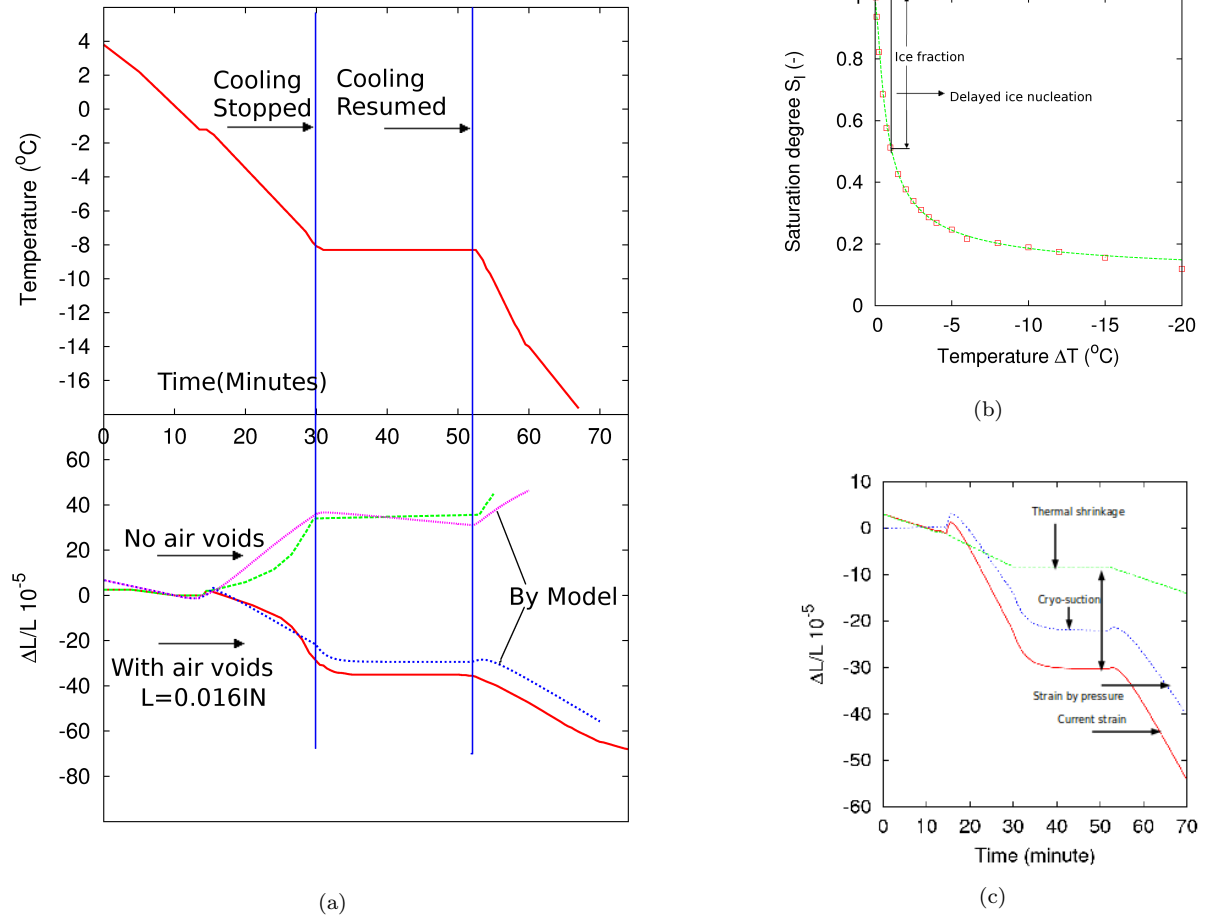 4
2
0
-2
-4
-6
-8
-10
-12
-14
-16
Temperature (°C)
Cooling
Stopped
Cooling
Resumed
Time(Minutes)
0 10 20 30 40 50 60 70
60
40
20
0
-20
-40
-60
-80
ΔL/L 10⁻⁵
No air voids
By Model
With air voids
L=0.016IN
(a)
1
0.8
0.6
0.4
0.2
0
Saturation degree Sₗ (-)
Ice fraction
Delayed ice nucleation
0 -5 -10 -15 -20
Temperature ΔT (°C)
(b)
10
0
-10
-20
-30
-40
-50
-60
ΔL/L 10⁻⁵
Thermal shrinkage
Cryo-suction
Strain by pressure
Current strain
0 10 20 30 40 50 60 70
Time (minute)
(c)